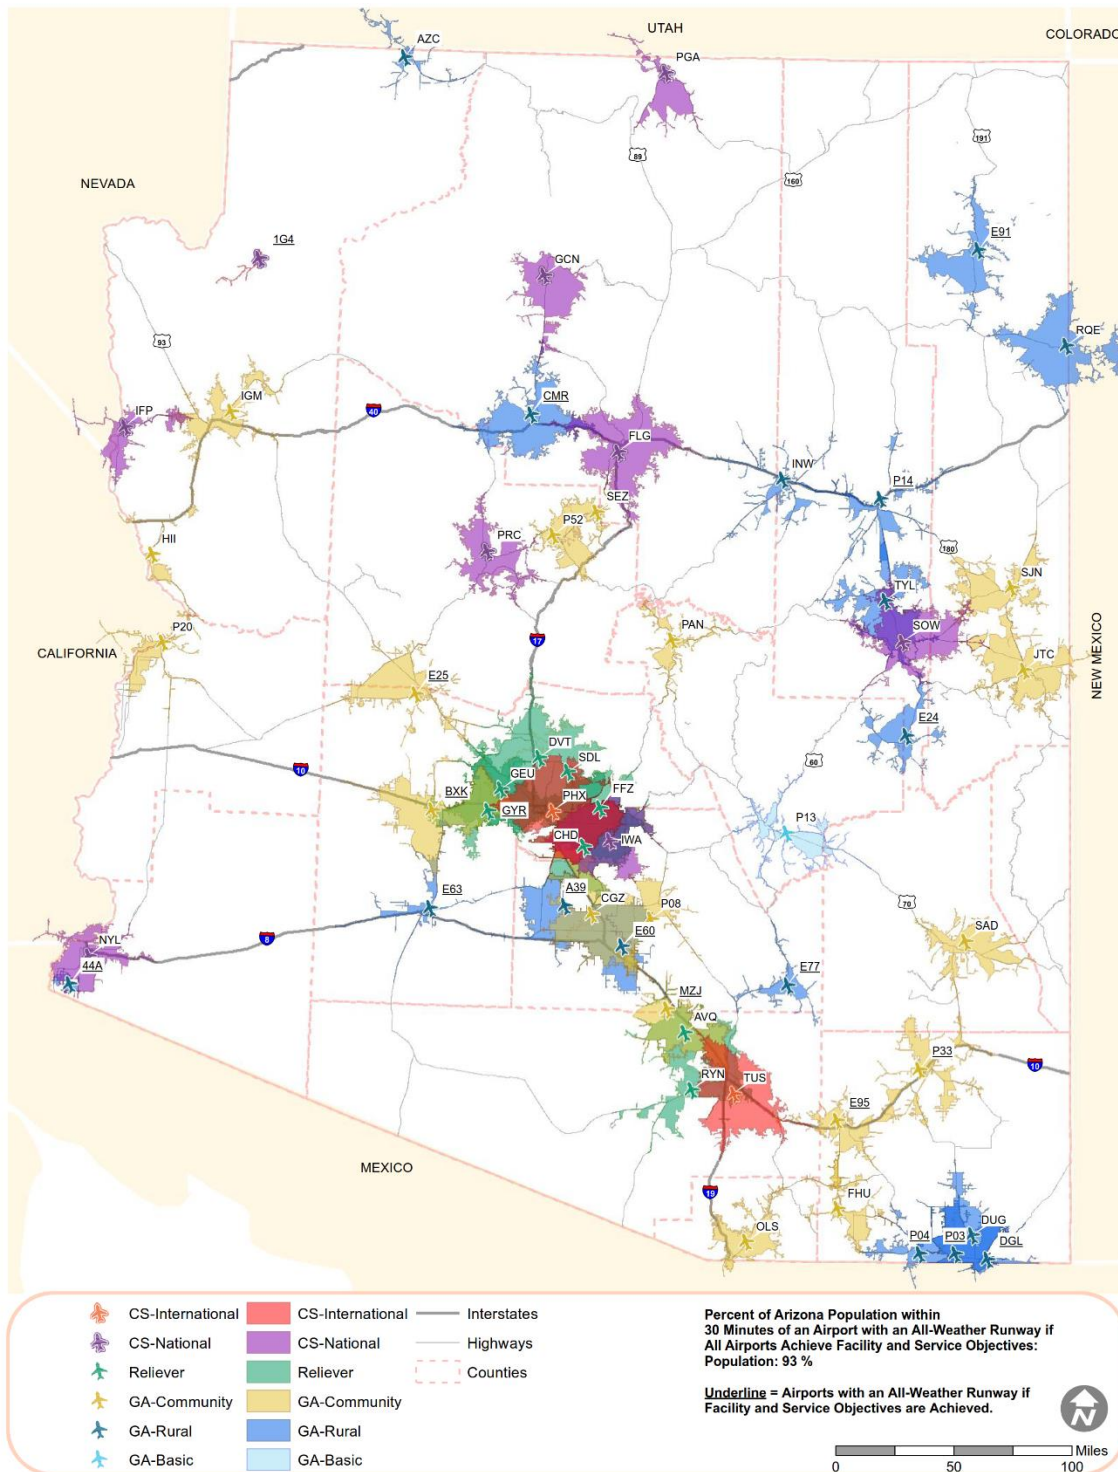 UTAH
COLORADO
AZC
PGA
191
89
160
NEVADA
1G4
GCN
E91
93
RQE
IGM
IFP
CMR
40
FLG
INW
P14
SEZ
P52
HII
PRC
180
SJN
TYL
P20
PAN
SOW
17
CALIFORNIA
JTC
NEW MEXICO
E25
E24
DVT
SDL
60
10
GEU
BXK
PHX
FFZ
GYR
P13
CHD
IWA
E63
A39
CGZ
P08
70
NYL
8
E60
SAD
44A
E77
MZJ
AVQ
P33
10
RYN
TUS
E95
MEXICO
19
FHU
OLS
DUG
P04
P03
DGL
CS-International
CS-International
Interstates
CS-National
CS-National
Highways
Reliever
Reliever
Counties
GA-Community
GA-Community
GA-Rural
GA-Rural
GA-Basic
GA-Basic
Percent of Arizona Population within
30 Minutes of an Airport with an All-Weather Runway if
All Airports Achieve Facility and Service Objectives:
Population: 93 %
Underline = Airports with an All-Weather Runway if
Facility and Service Objectives are Achieved.
N
Miles
0
50
100